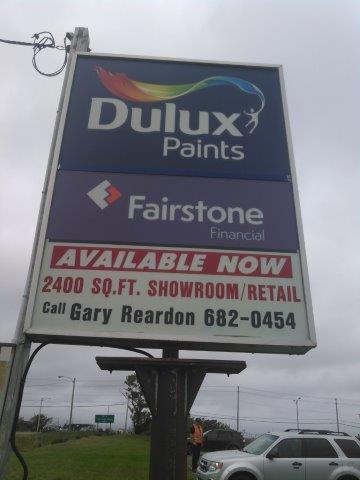 Dulux
Paints
Fairstone
Financial
AVAILABLE NOW
2400 SQ.FT. SHOWROOM/RETAIL
Call Gary Reardon 682-0454